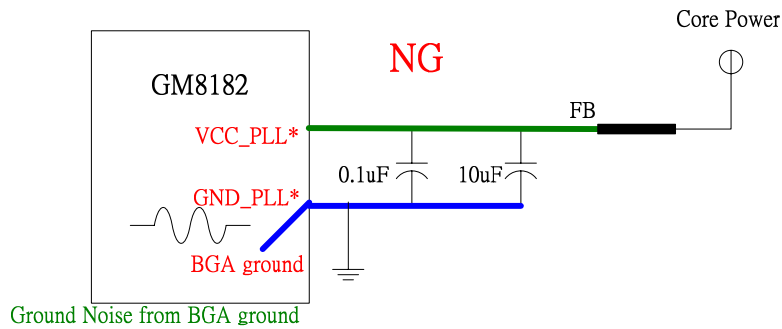 Core Power
NG
GM8182
FB
VCC_PLL*
0.1uF
10uF
GND_PLL*
BGA ground
Ground Noise from BGA ground